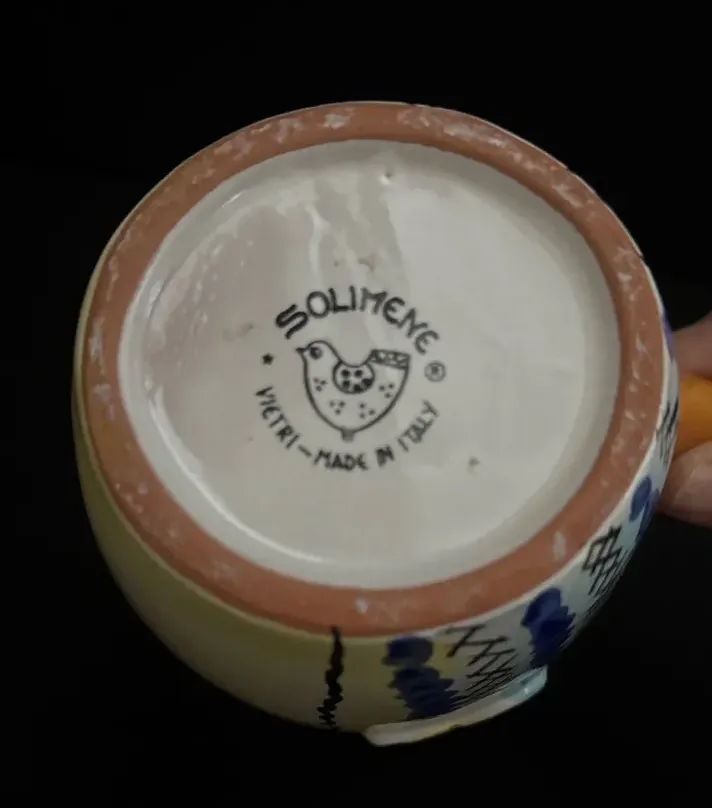 SOLIMENE
®
VIETRI – MADE IN ITALY